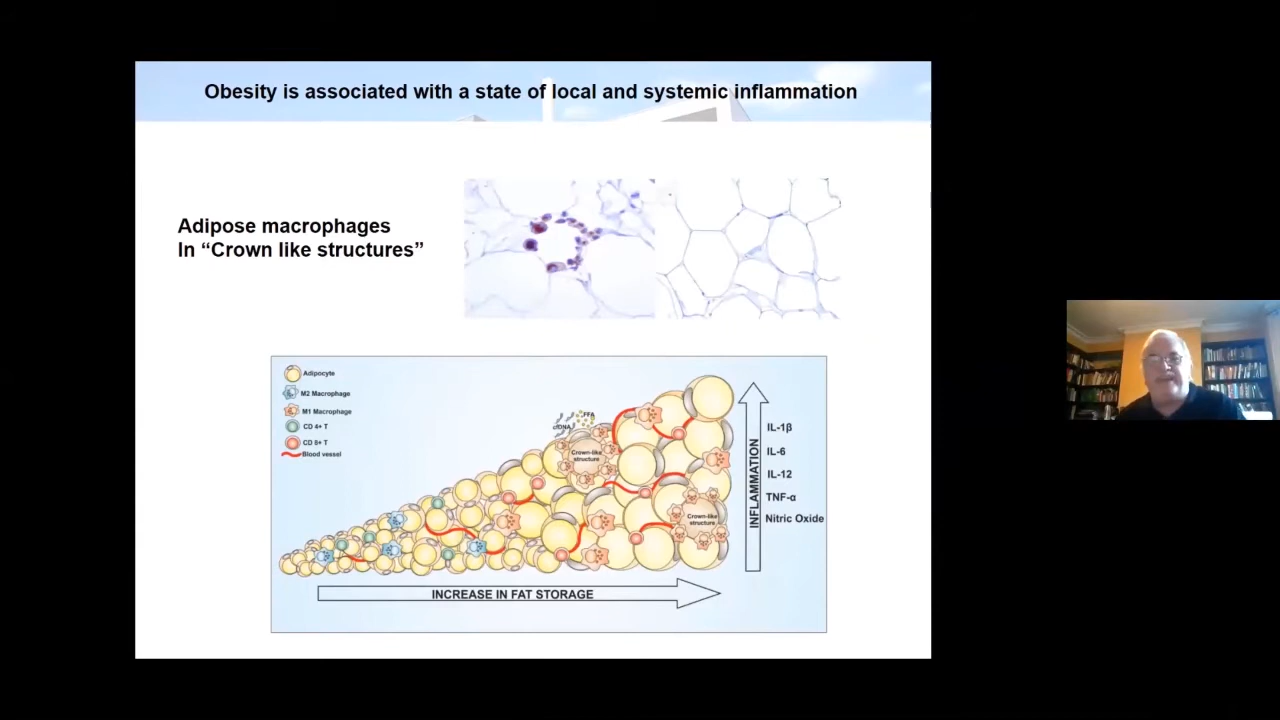 Obesity is associated with a state of local and systemic inflammation
Adipose macrophages
In “Crown like structures”
Adipocyte
M2 Macrophage
M1 Macrophage
CD 4+ T
CD 8+ T
Blood vessel
FFA
cfDNA
Crown-like
structure
Crown-like
structure
INFLAMMATION
IL-1β
IL-6
IL-12
TNF-α
Nitric Oxide
INCREASE IN FAT STORAGE